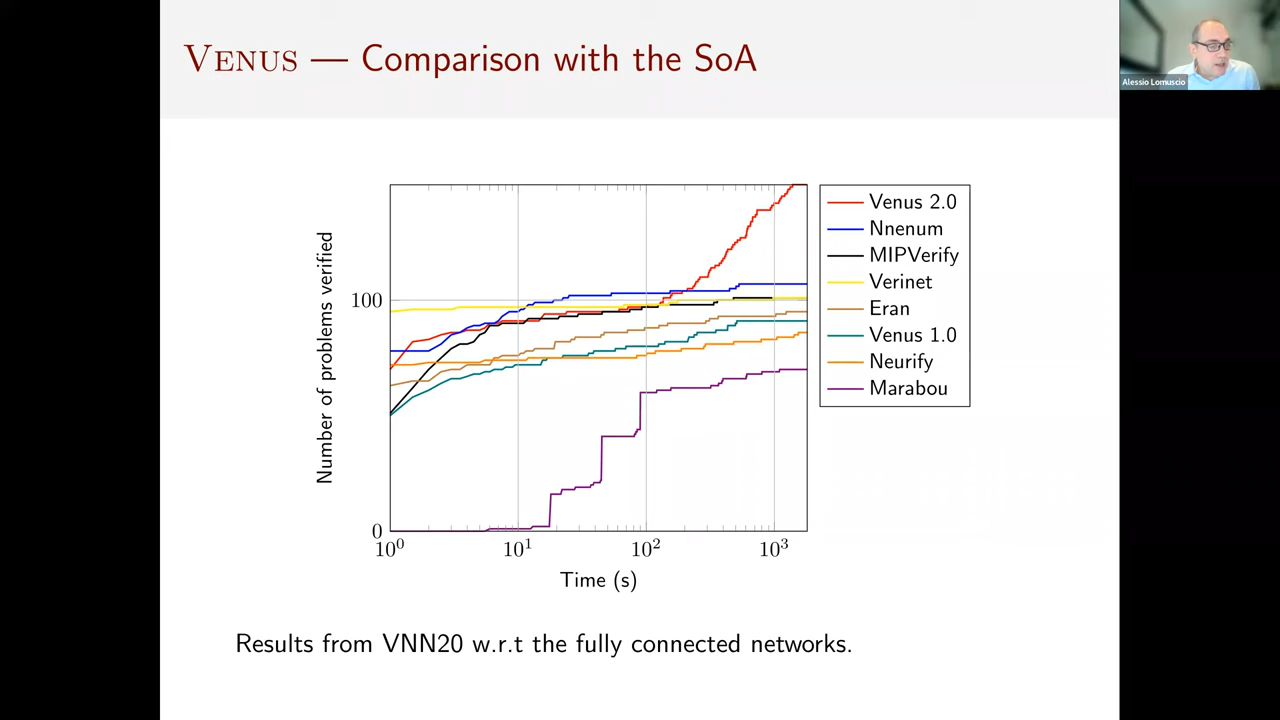 VENUS — Comparison with the SoA
Alessio Lomuscio
Number of problems verified
100
0
10⁰
10¹
10²
10³
Time (s)
Venus 2.0
Nnenum
MIPVerify
Verinet
Eran
Venus 1.0
Neurify
Marabou
Results from VNN20 w.r.t the fully connected networks.